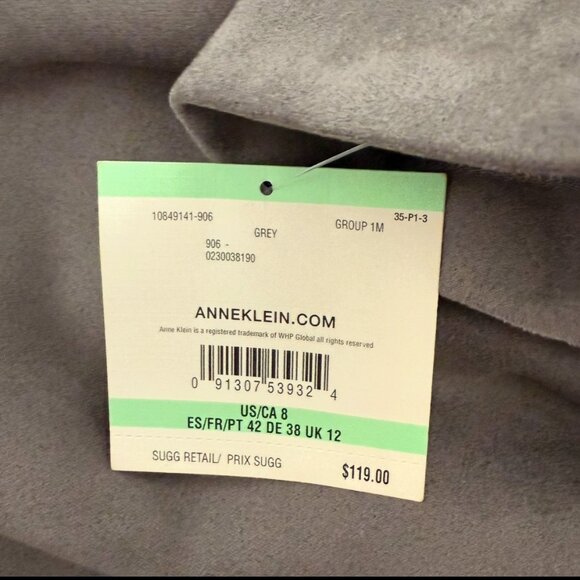 10849141-906 GREY GROUP 1M 35-P1-3
906 -
0230038190
ANNEKLEIN.COM
Anne Klein is a registered trademark of WHP Global all rights reserved
0 91307 53932 4
US/CA 8
ES/FR/PT 42 DE 38 UK 12
SUGG RETAIL/ PRIX SUGG $119.00